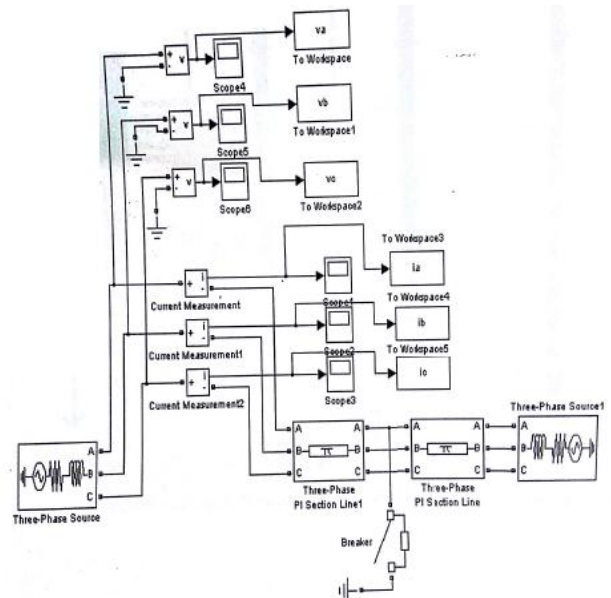 va
To Workspace
v
Scope4
vb
To Workspace1
v
Scope5
vc
To Workspace2
v
Scope6
To Workspace3
ia
To Workspace4
i
Current Measurement
Scope1
ib
To Workspace5
i
Current Measurement1
Scope2
ic
i
Current Measurement2
Scope3
A
B
C
Three-Phase Source
A A
B B
C C
Three-Phase
PI Section Line1
A A
B B
C C
Three-Phase
PI Section Line
Three-Phase Source1
A
B
C
Breaker